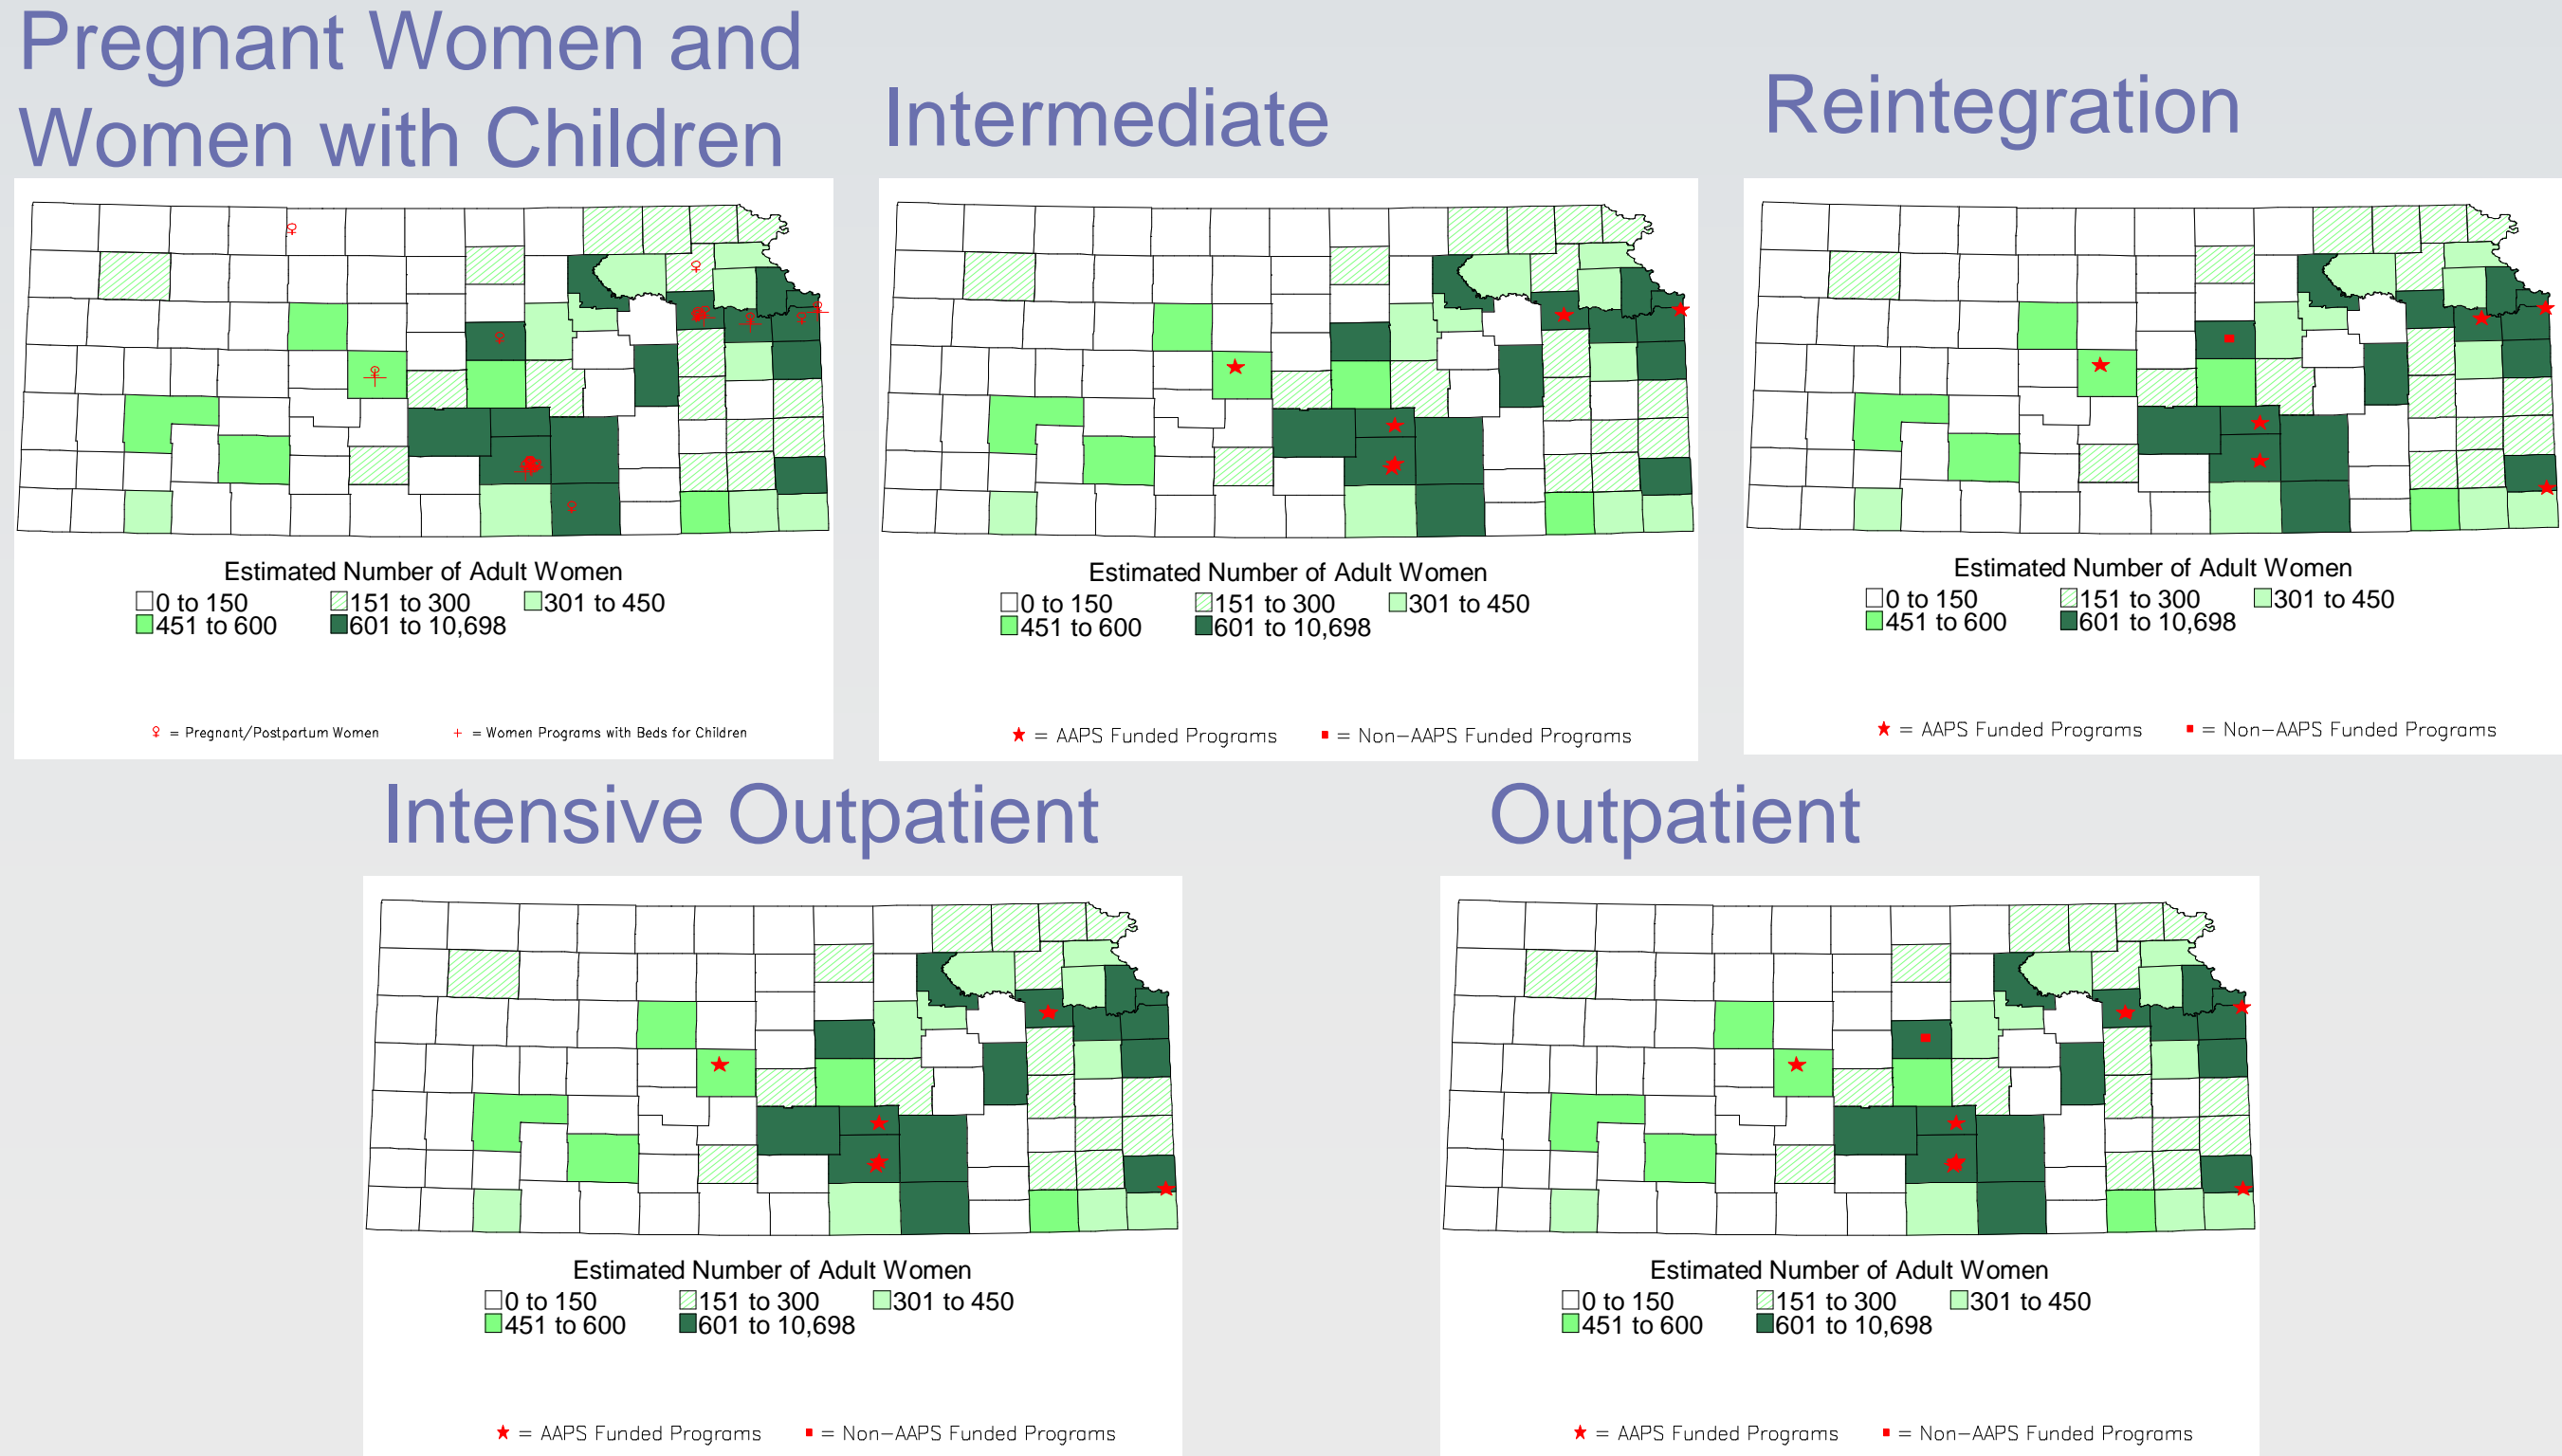 Pregnant Women and
Women with Children
Estimated Number of Adult Women
0 to 150 151 to 300 301 to 450
451 to 600 601 to 10,698
♀ = Pregnant/Postpartum Women + = Women Programs with Beds for Children
Intermediate
Estimated Number of Adult Women
0 to 150 151 to 300 301 to 450
451 to 600 601 to 10,698
★ = AAPS Funded Programs ■ = Non-AAPS Funded Programs
Reintegration
Estimated Number of Adult Women
0 to 150 151 to 300 301 to 450
451 to 600 601 to 10,698
★ = AAPS Funded Programs ■ = Non-AAPS Funded Programs
Intensive Outpatient
Estimated Number of Adult Women
0 to 150 151 to 300 301 to 450
451 to 600 601 to 10,698
★ = AAPS Funded Programs ■ = Non-AAPS Funded Programs
Outpatient
Estimated Number of Adult Women
0 to 150 151 to 300 301 to 450
451 to 600 601 to 10,698
★ = AAPS Funded Programs ■ = Non-AAPS Funded Programs